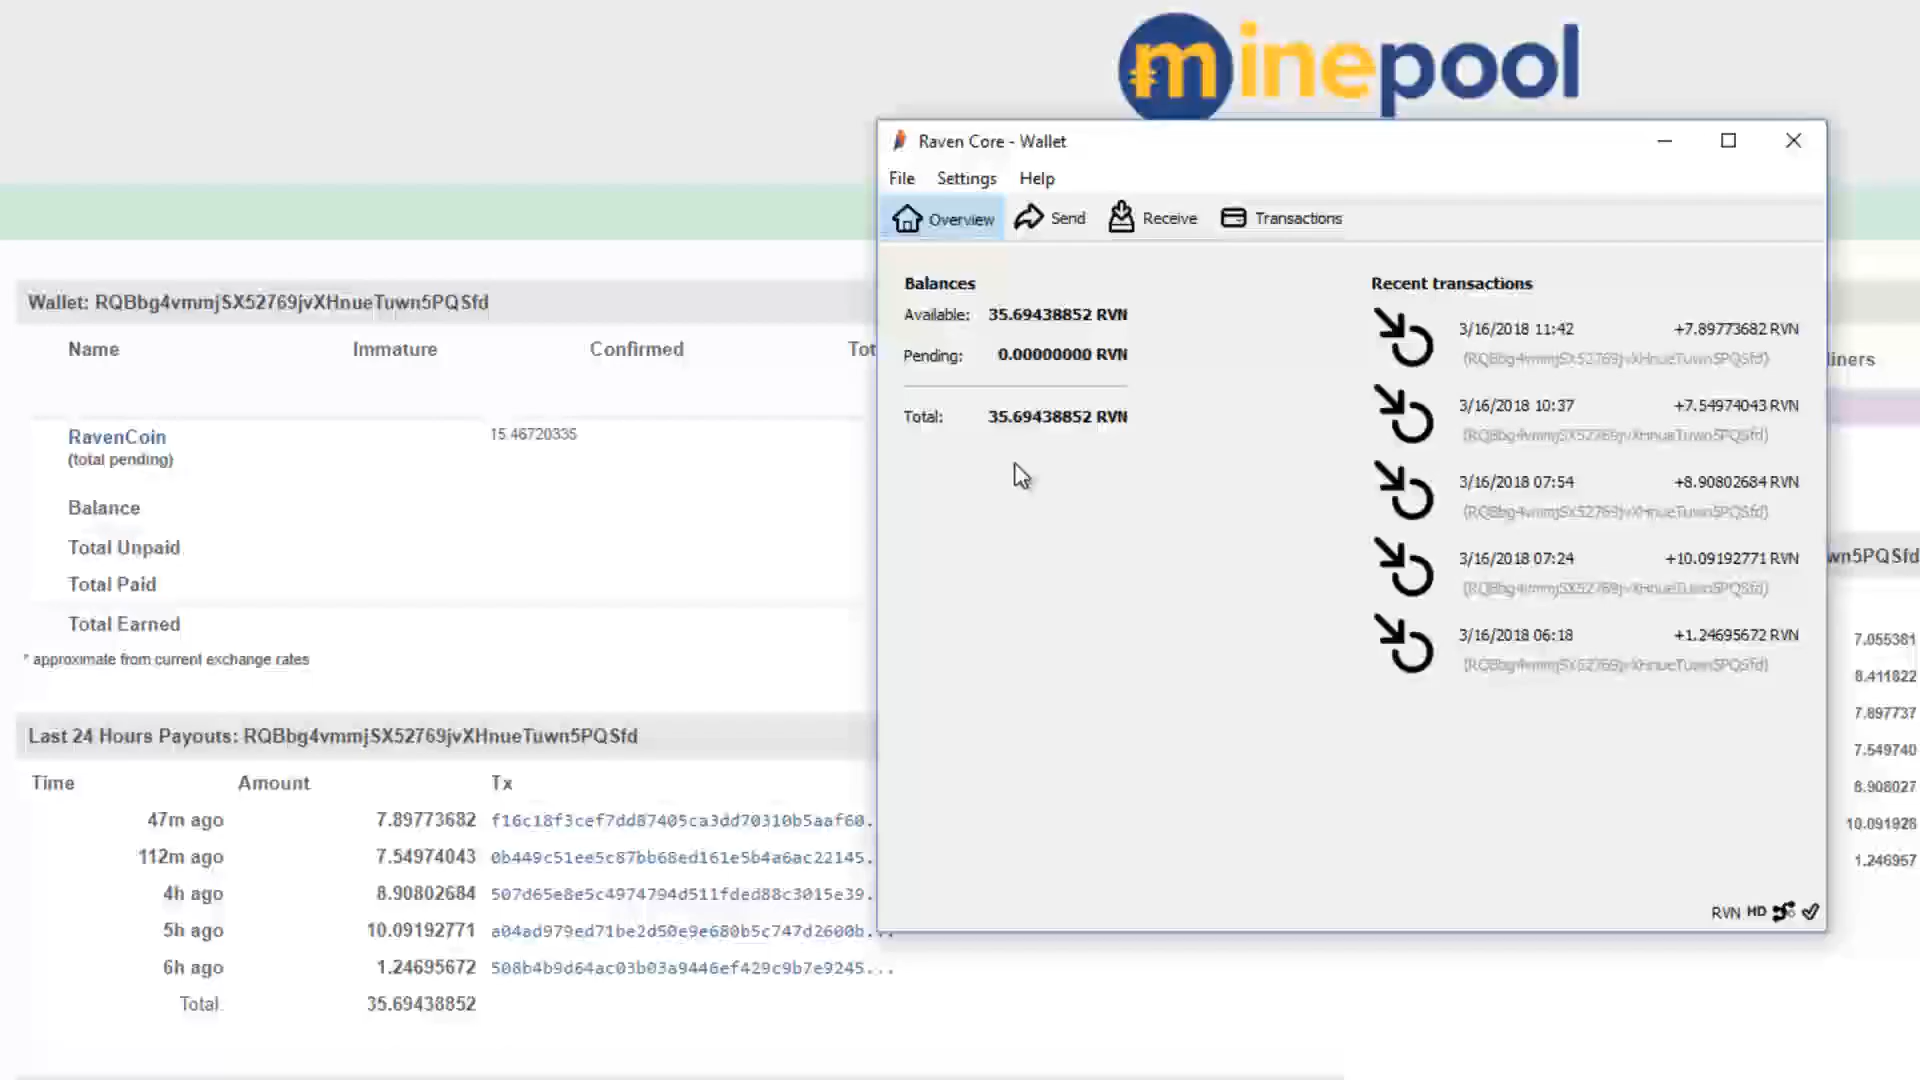 minepool
Raven Core - Wallet
File Settings Help
Overview Send Receive Transactions
Balances
Available: 35.69438852 RVN
Pending: 0.00000000 RVN
Total: 35.69438852 RVN
Recent transactions
3/16/2018 11:42 +7.89773682 RVN
(RQBbg4vmmjSX52769jvXHnueTuwn5PQSfd)
3/16/2018 10:37 +7.54974043 RVN
(RQBbg4vmmjSX52769jvXHnueTuwn5PQSfd)
3/16/2018 07:54 +8.90802684 RVN
(RQBbg4vmmjSX52769jvXHnueTuwn5PQSfd)
3/16/2018 07:24 +10.09192771 RVN
(RQBbg4vmmjSX52769jvXHnueTuwn5PQSfd)
3/16/2018 06:18 +1.24695672 RVN
(RQBbg4vmmjSX52769jvXHnueTuwn5PQSfd)
RVN HD
Wallet: RQBbg4vmmjSX52769jvXHnueTuwn5PQSfd
Name Immature Confirmed Tot
RavenCoin 15.46720335
(total pending)
Balance
Total Unpaid
Total Paid
Total Earned
* approximate from current exchange rates
Last 24 Hours Payouts: RQBbg4vmmjSX52769jvXHnueTuwn5PQSfd
Time Amount Tx
47m ago 7.89773682 f16c18f3cef7dd87405ca3dd70310b5aaf60.
112m ago 7.54974043 0b449c51ee5c87bb68ed161e5b4a6ac22145.
4h ago 8.90802684 507d65e8e5c4974794d511fded88c3015e39.
5h ago 10.09192771 a04ad979ed71be2d50e9e680b5c747d2600b...
6h ago 1.24695672 508b4b9d64ac03b03a9446ef429c9b7e9245...
Total: 35.69438852
iners
wn5PQSfd
7.055381
8.411822
7.897737
7.549740
8.908027
10.091928
1.246957